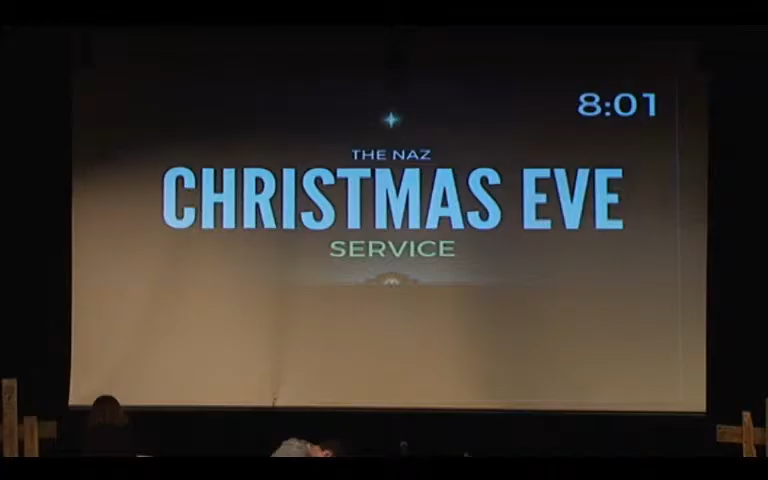 8:01
THE NAZ
CHRISTMAS EVE
SERVICE